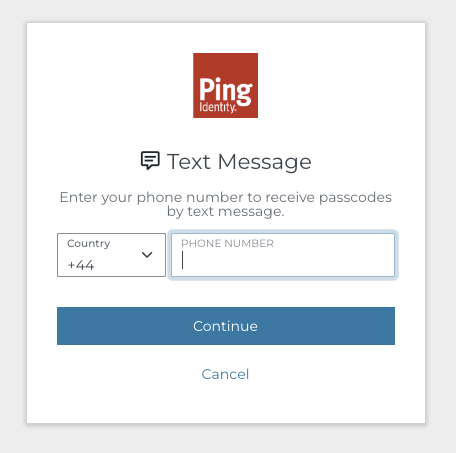 Ping
Identity.
Text Message
Enter your phone number to receive passcodes
by text message.
Country
+44
PHONE NUMBER
Continue
Cancel